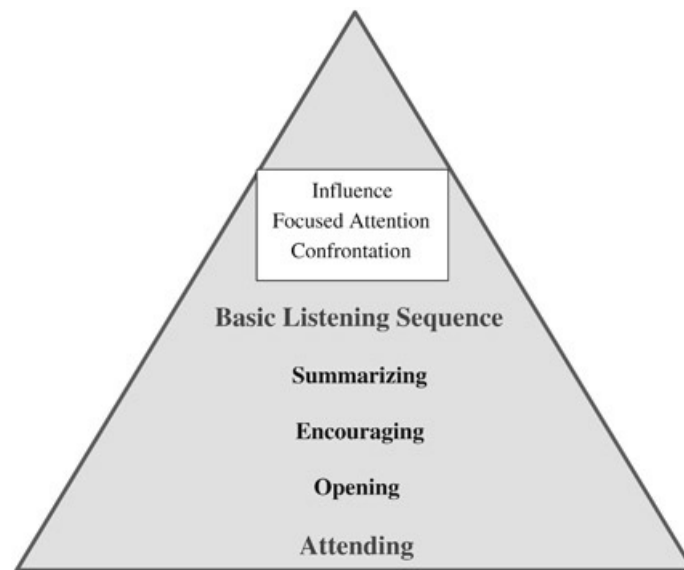 Influence
Focused Attention
Confrontation
Basic Listening Sequence
Summarizing
Encouraging
Opening
Attending